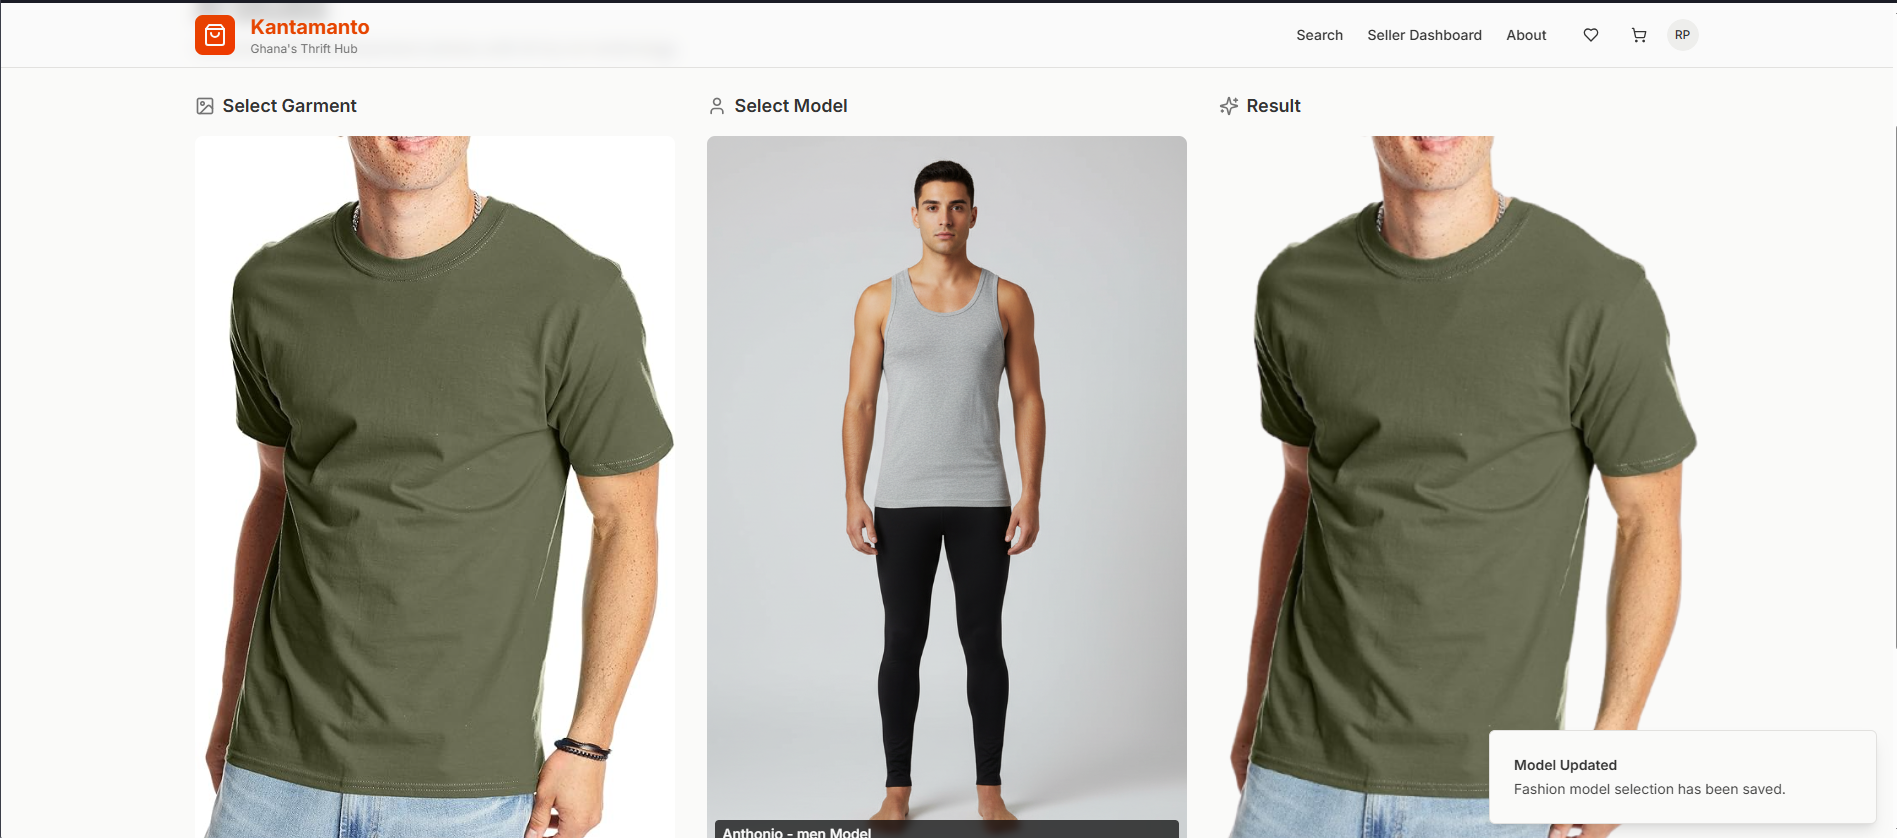 Kantamanto
Ghana's Thrift Hub
Search
Seller Dashboard
About
RP
Select Garment
Select Model
Result
Anthonio - men Model
Model Updated
Fashion model selection has been saved.